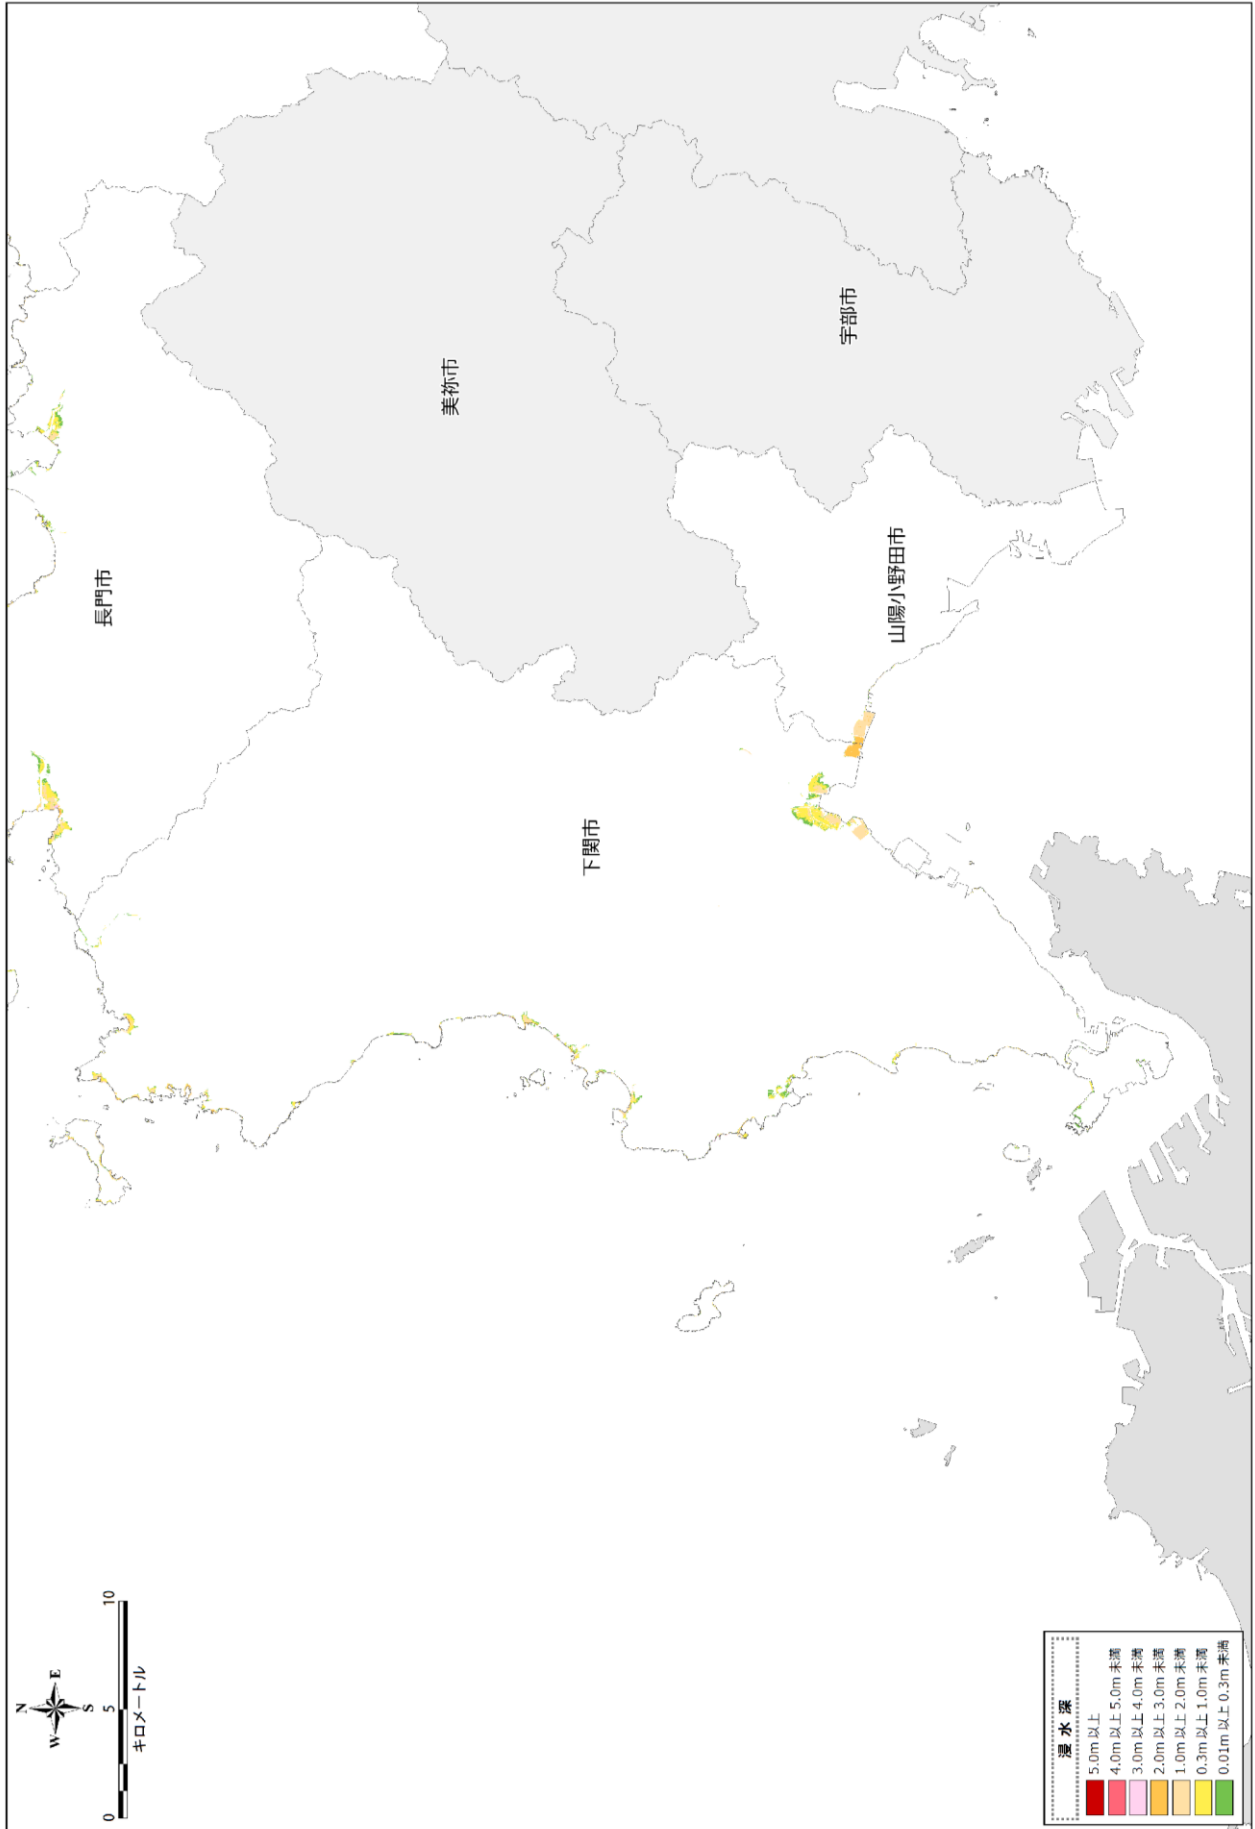 N
W
E
S
0
5
10
キロメートル
長門市
美祢市
宇部市
山陽小野田市
下関市
浸水深
5.0m 以上
4.0m 以上 5.0m 未満
3.0m 以上 4.0m 未満
2.0m 以上 3.0m 未満
1.0m 以上 2.0m 未満
0.3m 以上 1.0m 未満
0.01m 以上 0.3m 未満